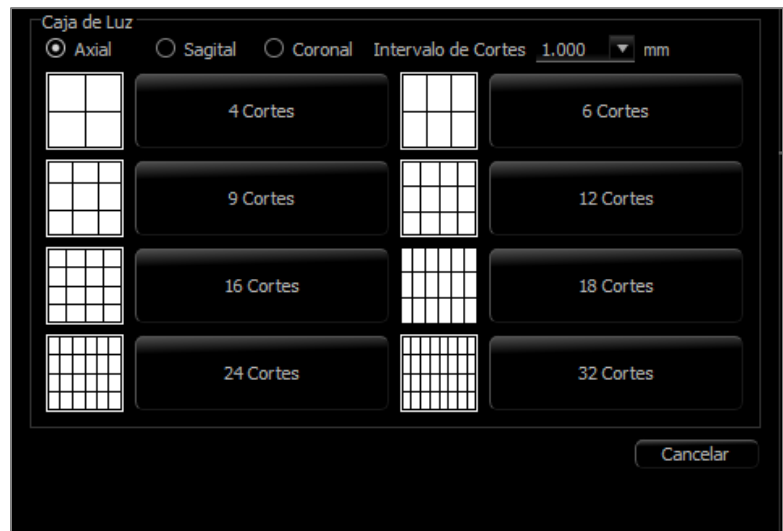 Caja de Luz
Axial Sagital Coronal Intervalo de Cortes 1.000 mm
4 Cortes 6 Cortes
9 Cortes 12 Cortes
16 Cortes 18 Cortes
24 Cortes 32 Cortes
Cancelar